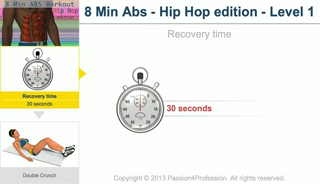 8 Min ABS Workout
Hip Hop
edition
8 Min Abs - Hip Hop edition - Level 1
Recovery time
Recovery time
30 seconds
30 seconds
Double Crunch
Copyright © 2013 Passion4Profession. All rights reserved.